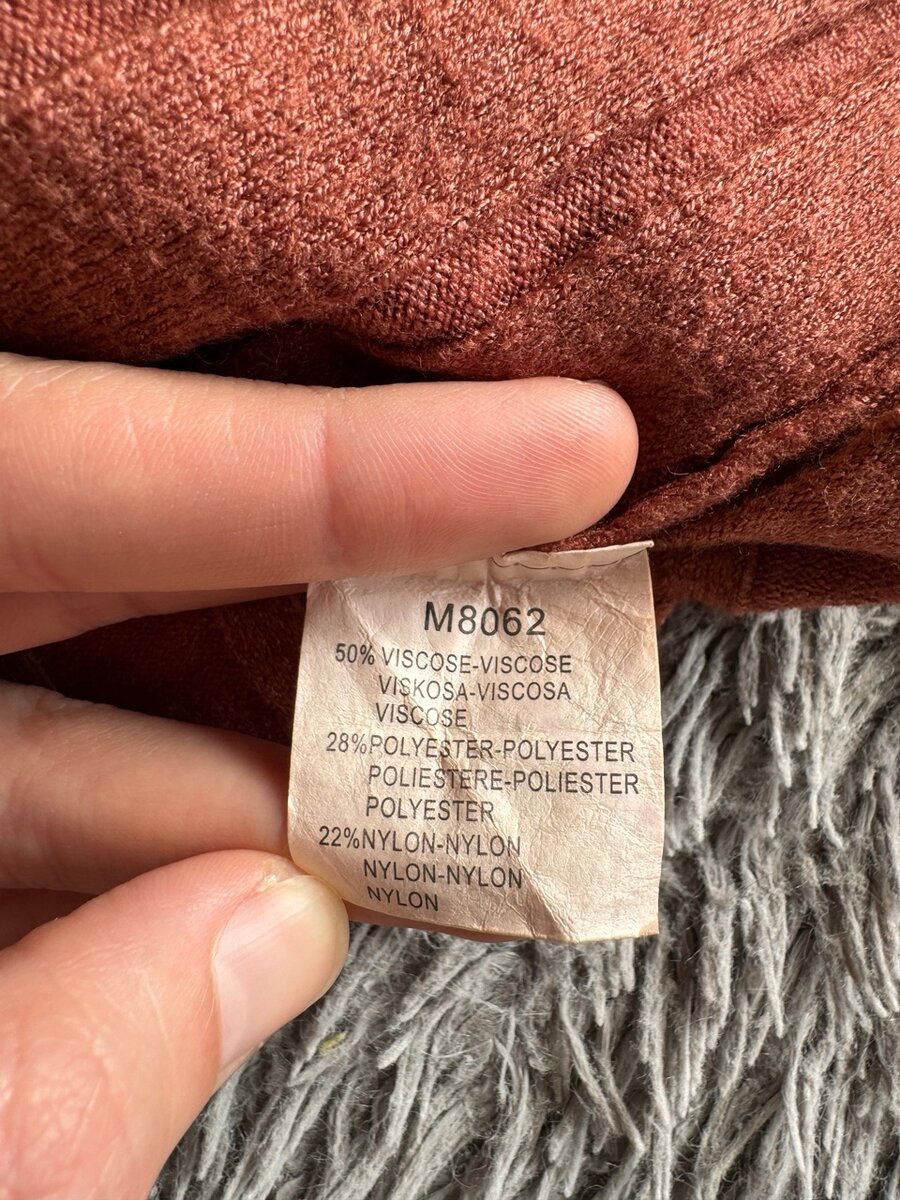 M8062
50% VISCOSE-VISCOSE
VISKOSA-VISCOSA
VISCOSE
28%POLYESTER-POLYESTER
POLIESTERE-POLIESTER
POLYESTER
22%NYLON-NYLON
NYLON-NYLON
NYLON